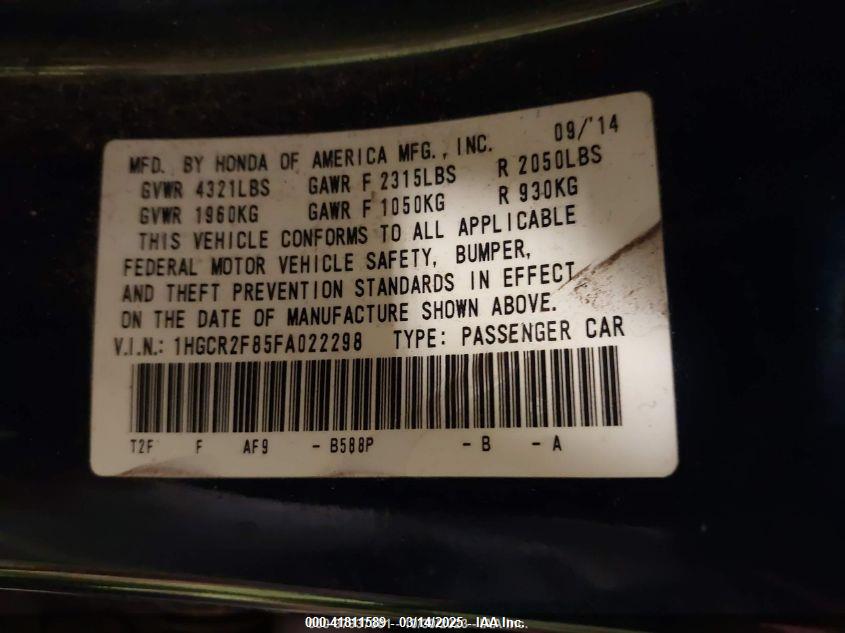 MFD. BY HONDA OF AMERICA MFG., INC. 09/'14
GVWR 4321LBS GAWR F 2315LBS R 2050LBS
GVWR 1960KG GAWR F 1050KG R 930KG
THIS VEHICLE CONFORMS TO ALL APPLICABLE
FEDERAL MOTOR VEHICLE SAFETY, BUMPER,
AND THEFT PREVENTION STANDARDS IN EFFECT
ON THE DATE OF MANUFACTURE SHOWN ABOVE.
V.I.N.: 1HGCR2F85FA022298 TYPE: PASSENGER CAR
T2F F AF9 - B588P - B - A
000-41811589 - 03/14/2025 - IAA Inc.